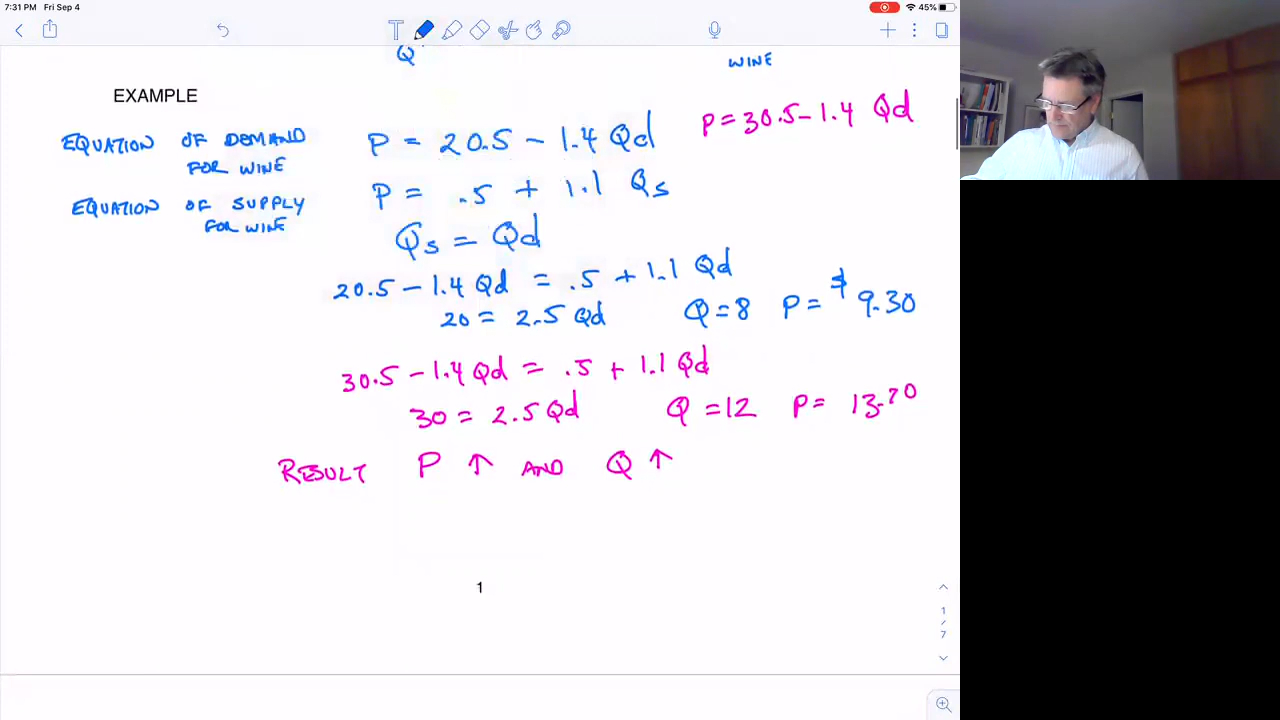 7:31 PM Fri Sep 4
45%
T
Q
WINE
EXAMPLE
P = 30.5 - 1.4 Qd
EQUATION OF DEMAND FOR WINE
P = 20.5 - 1.4 Qd
EQUATION OF SUPPLY FOR WINE
P = .5 + 1.1 Qs
Qs = Qd
20.5 - 1.4 Qd = .5 + 1.1 Qd
20 = 2.5 Qd Q = 8 P = $9.30
30.5 - 1.4 Qd = .5 + 1.1 Qd
30 = 2.5 Qd Q = 12 P = 13.70
RESULT P ↑ AND Q ↑
1
1
/
7